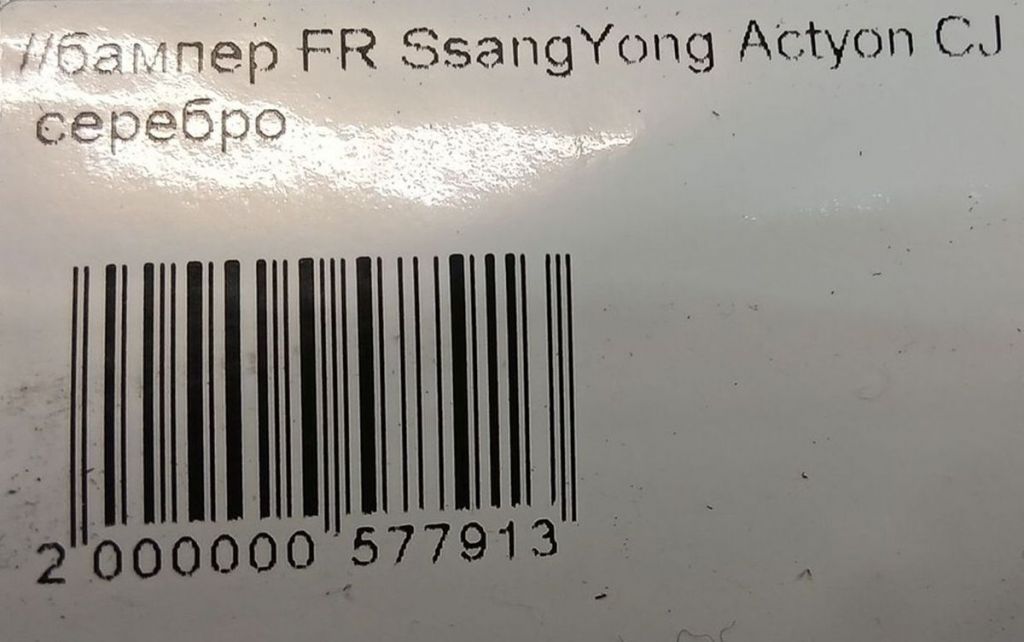 //бампер FR SsangYong Actyon CJ
серебро
2 000000 577913